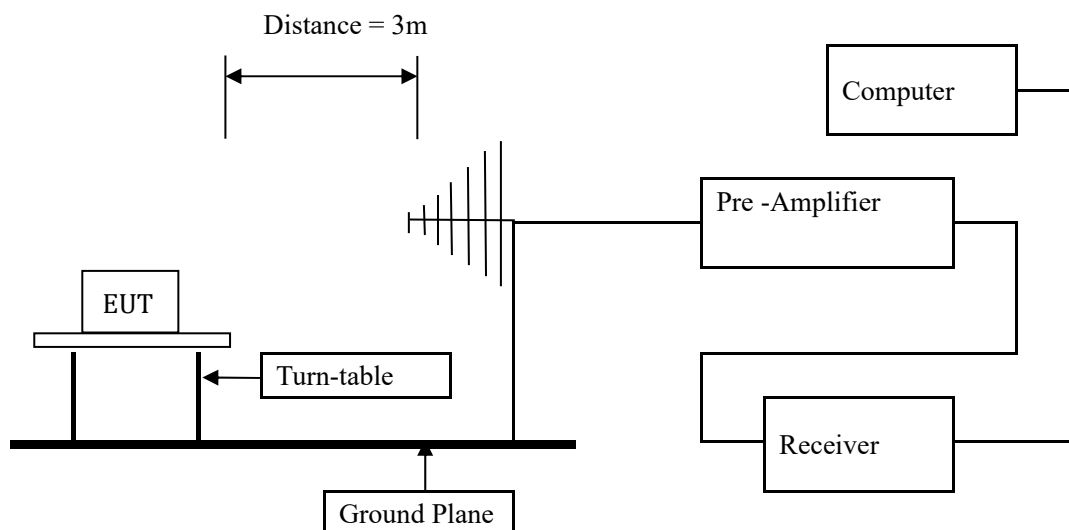 Distance = 3m
Computer
Pre -Amplifier
EUT
Turn-table
Receiver
Ground Plane